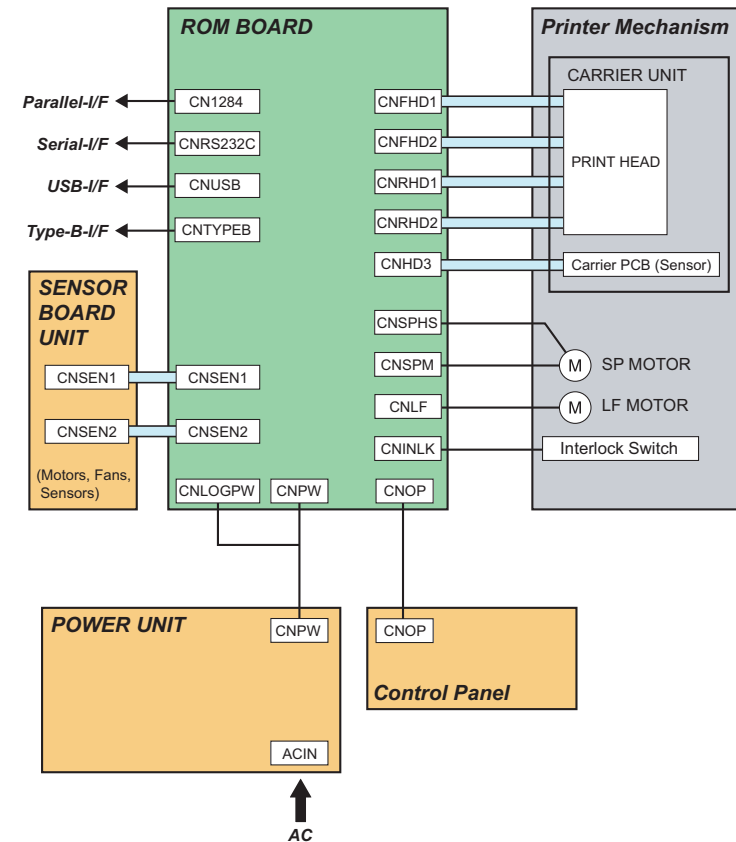 ROM BOARD
Printer Mechanism
CARRIER UNIT
Parallel-I/F
CN1284
CNFHD1
Serial-I/F
CNRS232C
CNFHD2
PRINT HEAD
USB-I/F
CNUSB
CNRHD1
Type-B-I/F
CNTYPEB
CNRHD2
CNHD3
Carrier PCB (Sensor)
SENSOR
BOARD
UNIT
CNSPHS
CNSEN1
CNSEN1
CNSPM
M
SP MOTOR
CNLF
M
LF MOTOR
CNSEN2
CNSEN2
CNINLK
Interlock Switch
(Motors, Fans,
Sensors)
CNLOGPW
CNPW
CNOP
POWER UNIT
CNPW
CNOP
Control Panel
ACIN
AC